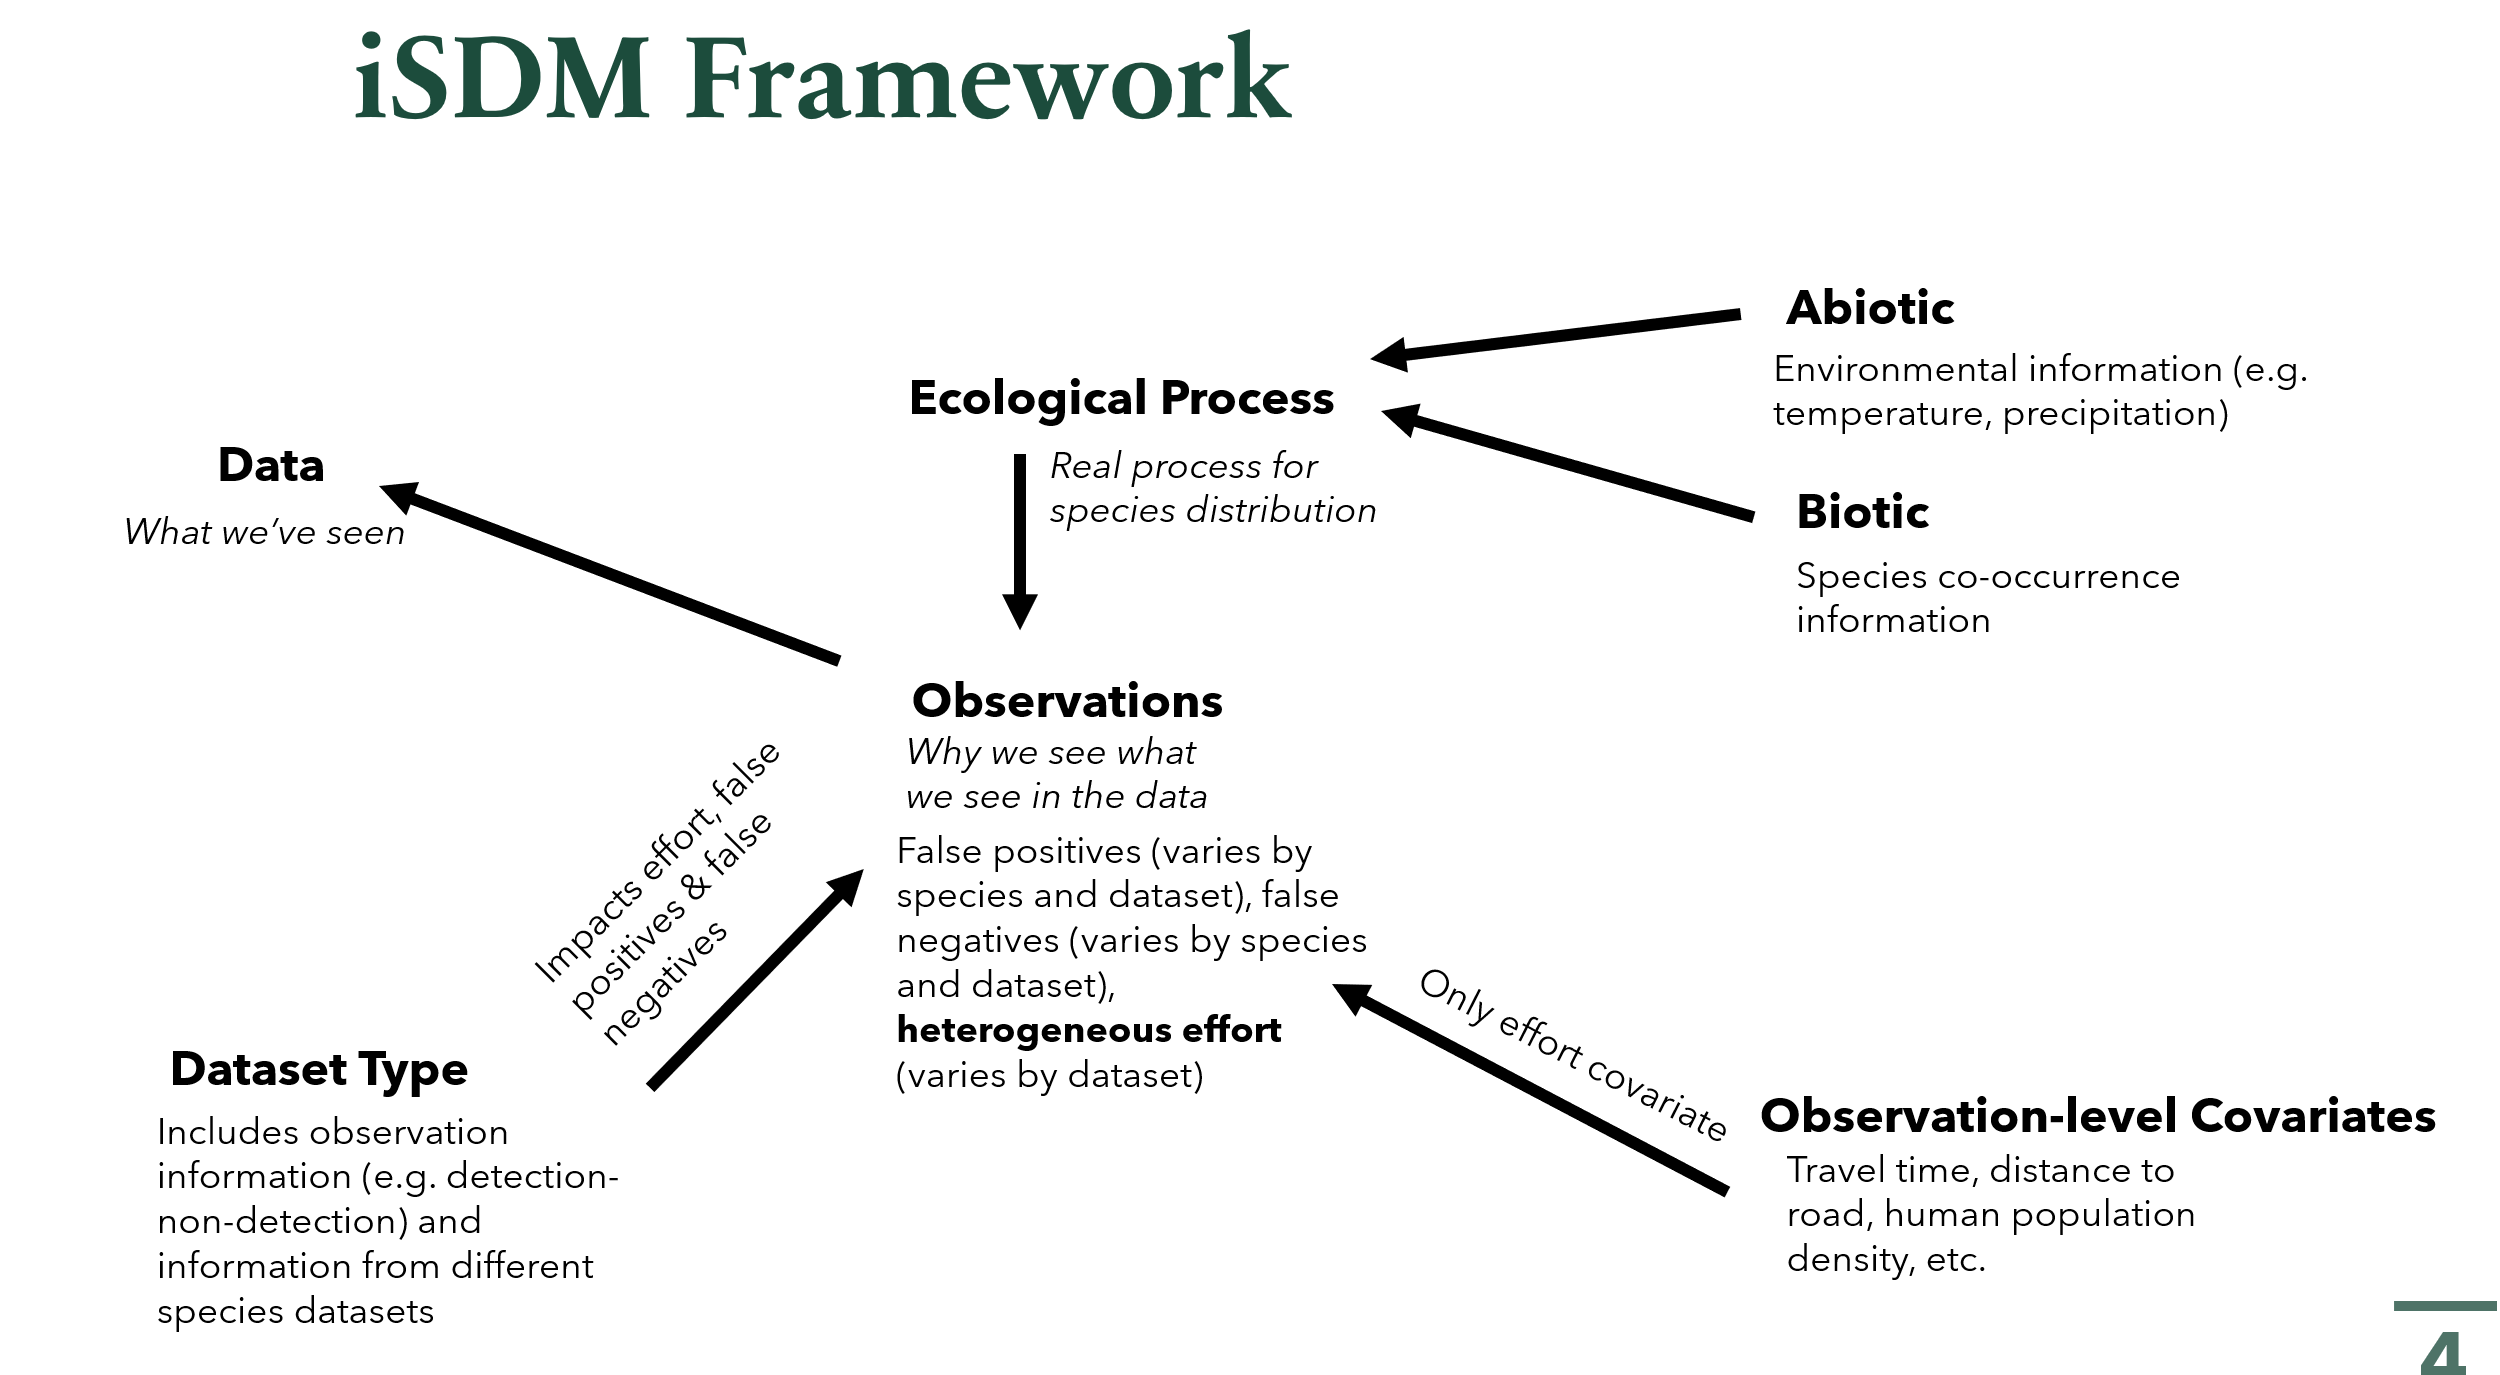 iSDM Framework
Abiotic
Environmental information (e.g.
temperature, precipitation)
Ecological Process
Real process for
species distribution
Data
What we've seen
Biotic
Species co-occurrence
information
Observations
Why we see what
we see in the data
False positives (varies by
species and dataset), false
negatives (varies by species
and dataset),
heterogeneous effort
(varies by dataset)
Impacts effort, false
positives & false
negatives
Only effort covariate
Dataset Type
Includes observation
information (e.g. detection-
non-detection) and
information from different
species datasets
Observation-level Covariates
Travel time, distance to
road, human population
density, etc.
4